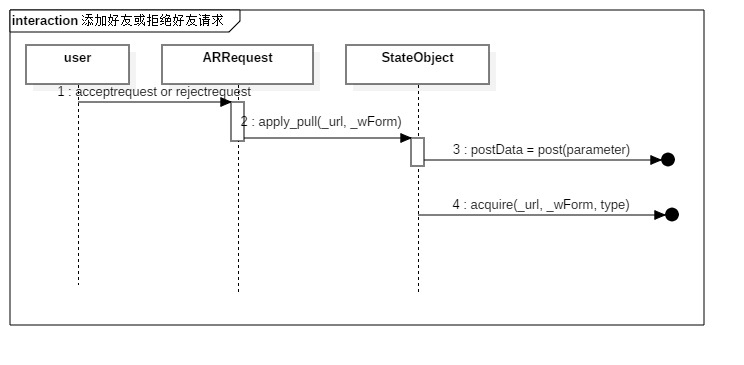 interaction 添加好友或拒绝好友请求
user
ARRequest
StateObject
1 : acceptrequest or rejectrequest
2 : apply_pull(_url, _wForm)
3 : postData = post(parameter)
4 : acquire(_url, _wForm, type)